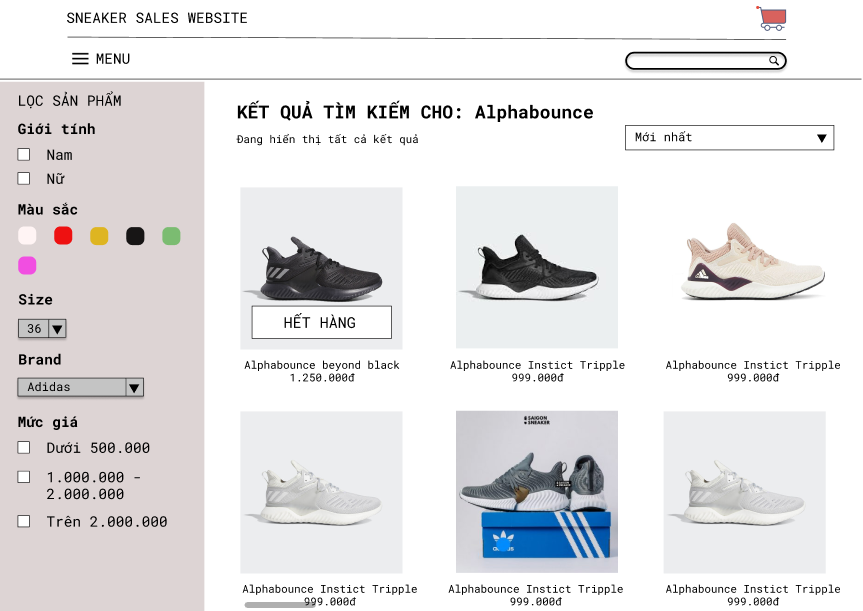 SNEAKER SALES WEBSITE
MENU
LỌC SẢN PHẨM
Giới tính
Nam
Nữ
Màu sắc
Size
36
Brand
Adidas
Mức giá
Dưới 500.000
1.000.000 -
2.000.000
Trên 2.000.000
KẾT QUẢ TÌM KIẾM CHO: Alphabounce
Đang hiển thị tất cả kết quả
Mới nhất
HẾT HÀNG
Alphabounce beyond black
1.250.000đ
Alphabounce Instict Tripple
999.000đ
Alphabounce Instict Tripple
999.000đ
SAIGON
SNEAKER
Alphabounce Instict Tripple
999.000đ
Alphabounce Instict Tripple
999.000đ
Alphabounce Instict Tripple
999.000đ